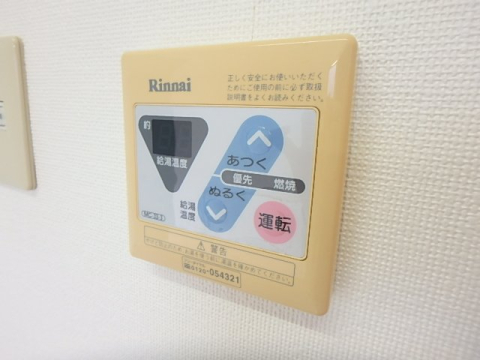 Rinnai
正しく安全にお使いいただく
ためにご使用の前に必ず取扱
説明書をよくお読みください。
約
給湯温度
あつく
優先 燃焼
ぬるく
給湯
温度
運転
⚠ 警告
054321